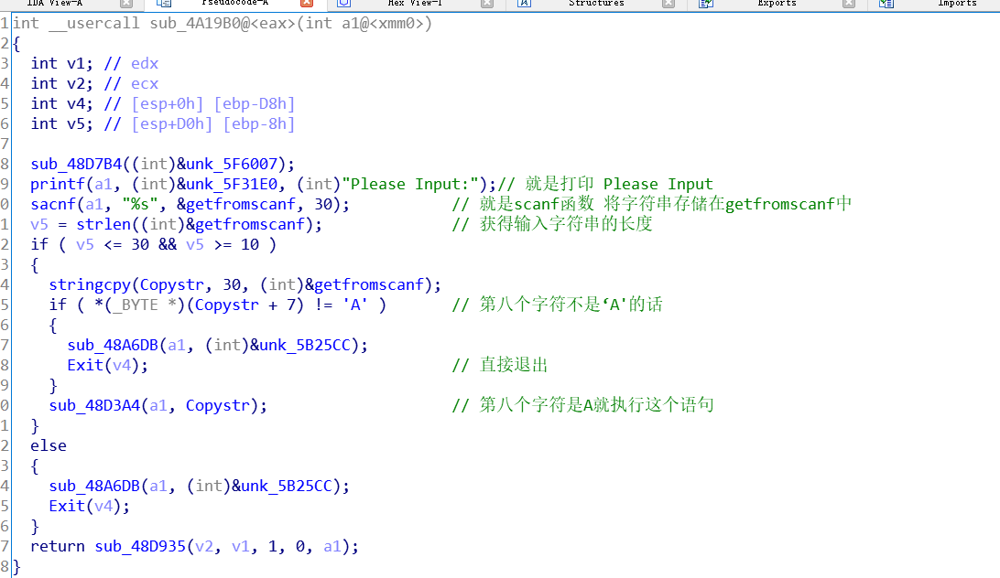 IDA View-A Pseudocode-A Hex View-1 Structures Exports Imports
1 int __usercall sub_4A19B0@<eax>(int a1@<xmm0>)
2 {
3 int v1; // edx
4 int v2; // ecx
5 int v4; // [esp+0h] [ebp-D8h]
6 int v5; // [esp+D0h] [ebp-8h]
7
8 sub_48D7B4((int)&unk_5F6007);
9 printf(a1, (int)&unk_5F31E0, (int)"Please Input:");// 就是打印 Please Input
0 sacnf(a1, "%s", &getfromscanf, 30); // 就是scanf函数 将字符串存储在getfromscanf中
1 v5 = strlen((int)&getfromscanf); // 获得输入字符串的长度
2 if ( v5 <= 30 && v5 >= 10 )
3 {
4 stringcpy(Copystr, 30, (int)&getfromscanf);
5 if ( *(_BYTE *)(Copystr + 7) != 'A' ) // 第八个字符不是‘A'的话
6 {
7 sub_48A6DB(a1, (int)&unk_5B25CC);
8 Exit(v4); // 直接退出
9 }
0 sub_48D3A4(a1, Copystr); // 第八个字符是A就执行这个语句
1 }
2 else
3 {
4 sub_48A6DB(a1, (int)&unk_5B25CC);
5 Exit(v4);
6 }
7 return sub_48D935(v2, v1, 1, 0, a1);
8 }